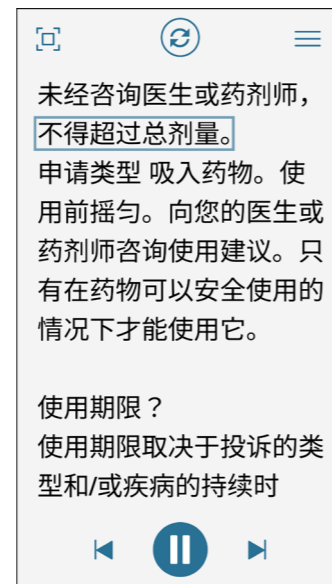 未经咨询医生或药剂师，
不得超过总剂量。
申请类型 吸入药物。使
用前摇匀。向您的医生或
药剂师咨询使用建议。只
有在药物可以安全使用的
情况下才能使用它。
使用期限？
使用期限取决于投诉的类
型和/或疾病的持续时